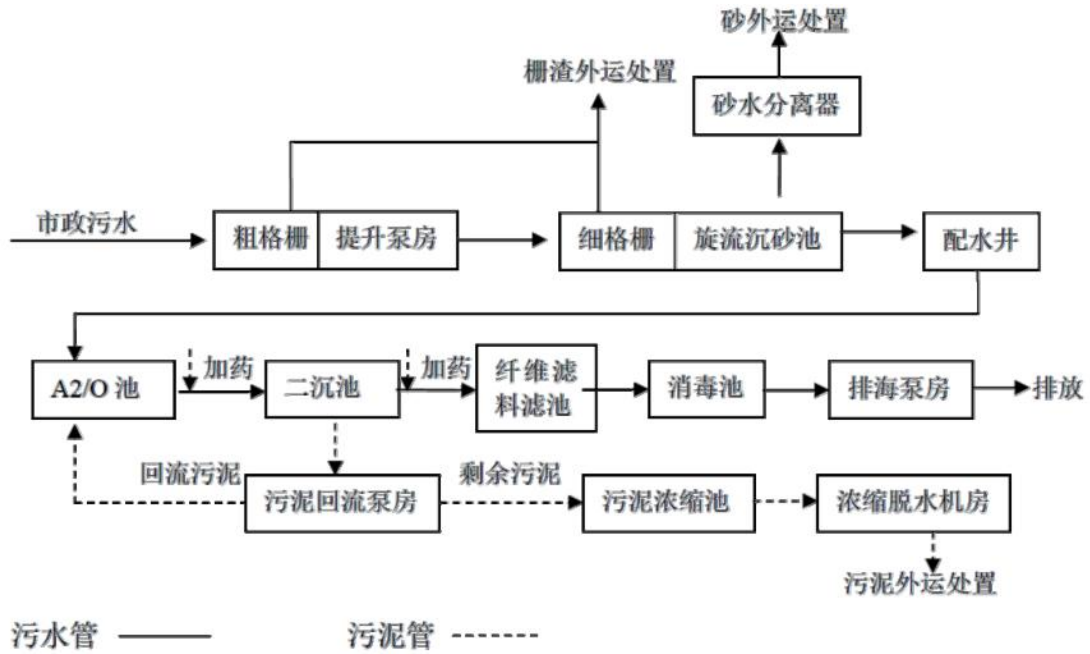 砂外运处置
栅渣外运处置
砂水分离器
市政污水
粗格栅
提升泵房
细格栅
旋流沉砂池
配水井
A2/O 池
加药
二沉池
加药
纤维滤
料滤池
消毒池
排海泵房
排放
回流污泥
污泥回流泵房
剩余污泥
污泥浓缩池
浓缩脱水机房
污泥外运处置
污水管
污泥管